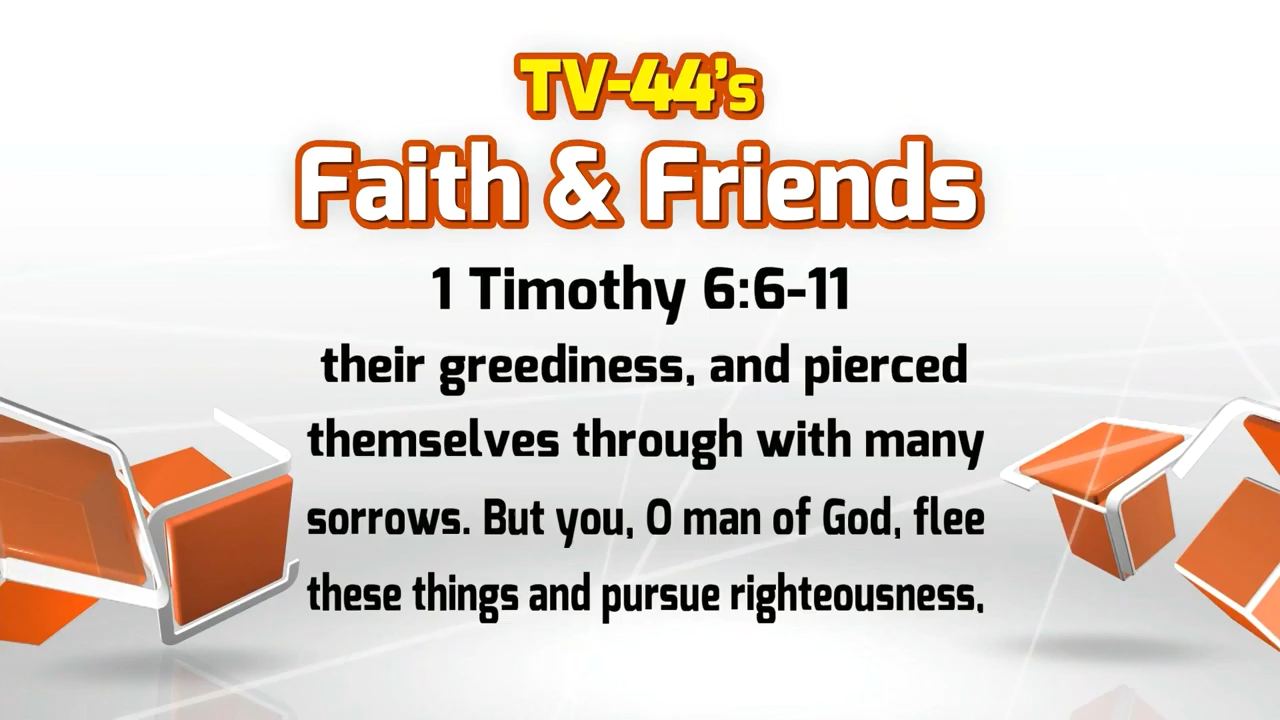 TV-44's
Faith & Friends
1 Timothy 6:6-11
their greediness, and pierced
themselves through with many
sorrows. But you, O man of God, flee
these things and pursue righteousness,